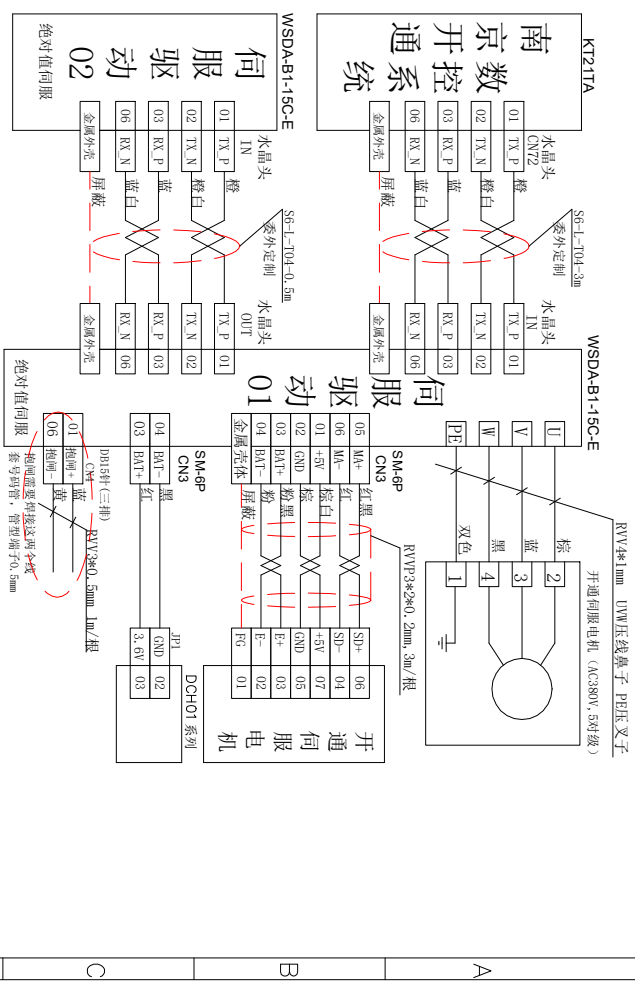 KT21TA
南京数
开控
通系
统
水晶头
CN72
01 TX_P 橙
02 TX_N 橙白
03 RX_P 蓝
06 RX_N 蓝白
金属外壳 屏蔽
S6-L-T04-3m
委外定制
水晶头
IN
TX_P 01
TX_N 02
RX_P 03
RX_N 06
金属外壳
WSDA-B1-15C-E
伺服驱动02
绝对值伺服
水晶头
IN
01 TX_P 橙
02 TX_N 橙白
03 RX_P 蓝
06 RX_N 蓝白
金属外壳 屏蔽
S6-L-T04-0.5m
委外定制
水晶头
OUT
TX_P 01
TX_N 02
RX_P 03
RX_N 06
金属外壳
WSDA-B1-15C-E
伺服驱动01
绝对值伺服
U 棕 2
V 蓝 3
W 黑 4
PE 双色 1
RVV4*1mm UVW压线鼻子 PE压叉子
开通伺服电机（AC380V,5对级）
SM-6P
CN3
05 MA+ 红黑 SD+ 06
06 MA- 红 SD- 04
01 +5V 棕白 +5V 07
02 GND 棕 GND 05
03 BAT+ 粉黑 E+ 03
04 BAT- 粉 E- 02
金属壳体 屏蔽 FG 01
RVVP3*2*0.2mm,3m/根
开通伺服电机
SM-6P
CN3
04 BAT- 黑 GND 02
03 BAT+ 红 3.6V 03
JP1
DCH01 系列
DB15针(三排)
CN4
01 抱闸+ 蓝
06 抱闸- 黄
RVV3*0.5mm 1m/根
抱闸需要焊接这两个线
套号码管，管型端子0.5mm
A
B
C